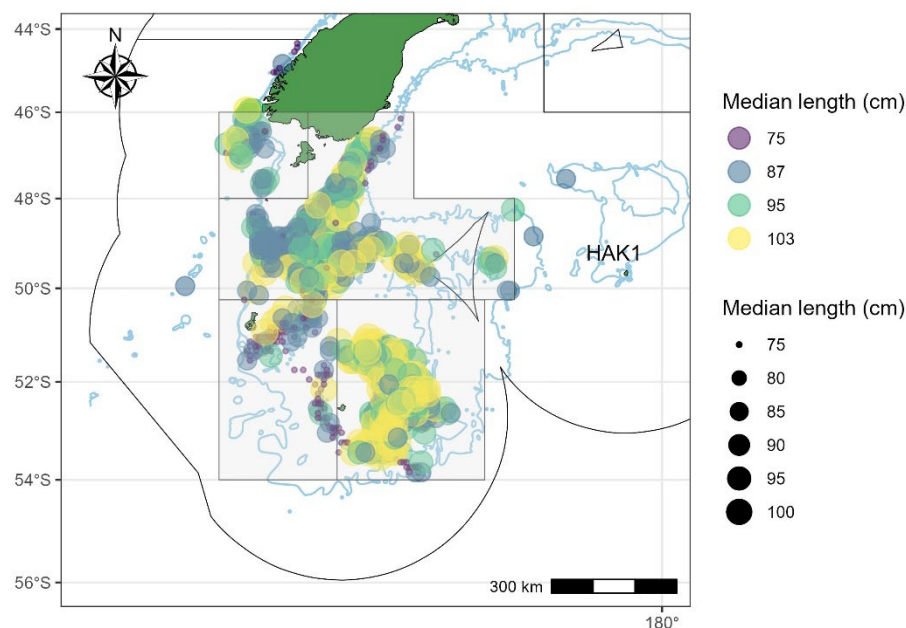 44°S
46°S
48°S
50°S
52°S
54°S
56°S
N
HAK1
300 km
180°
Median length (cm)
75
87
95
103
Median length (cm)
75
80
85
90
95
100